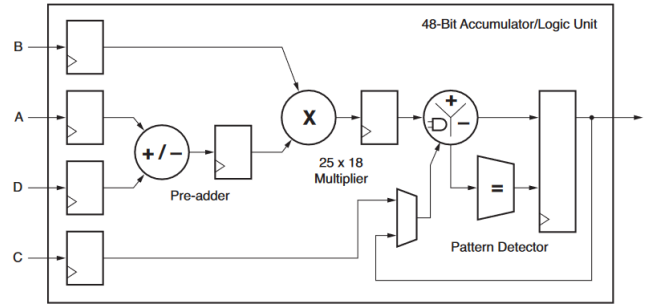 48-Bit Accumulator/Logic Unit
B
A
D
C
+ / –
Pre-adder
X
25 x 18
Multiplier
+
–
=
Pattern Detector